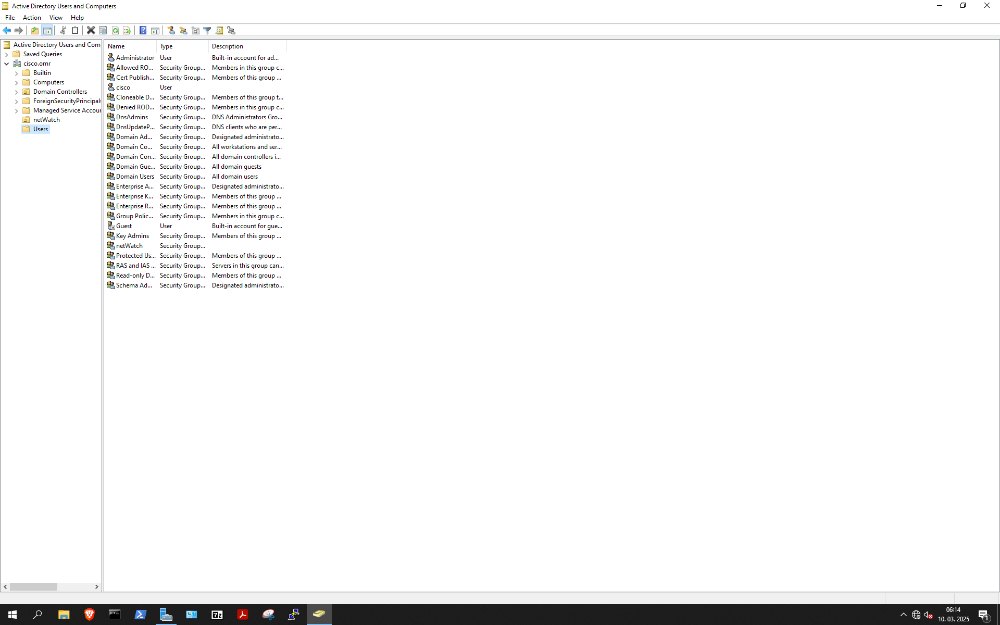 Active Directory Users and Computers
File Action View Help
Active Directory Users and Com
Saved Queries
cisco.omr
Builtin
Computers
Domain Controllers
ForeignSecurityPrincipals
Managed Service Accour
netWatch
Users
Name Type Description
Administrator User Built-in account for ad...
Allowed RO... Security Group... Members in this group c...
Cert Publish... Security Group... Members of this group ...
cisco User
Cloneable D... Security Group... Members of this group t...
Denied ROD... Security Group... Members in this group c...
DnsAdmins Security Group... DNS Administrators Gro...
DnsUpdateP... Security Group... DNS clients who are per...
Domain Ad... Security Group... Designated administrato...
Domain Co... Security Group... All workstations and ser...
Domain Con... Security Group... All domain controllers i...
Domain Gue... Security Group... All domain guests
Domain Users Security Group... All domain users
Enterprise A... Security Group... Designated administrato...
Enterprise K... Security Group... Members of this group ...
Enterprise R... Security Group... Members of this group ...
Group Polic... Security Group... Members in this group c...
Guest User Built-in account for gue...
Key Admins Security Group... Members of this group ...
netWatch Security Group...
Protected Us... Security Group... Members of this group ...
RAS and IAS ... Security Group... Servers in this group can...
Read-only D... Security Group... Members of this group ...
Schema Ad... Security Group... Designated administrato...
7z
06:14
10. 03. 2025
1